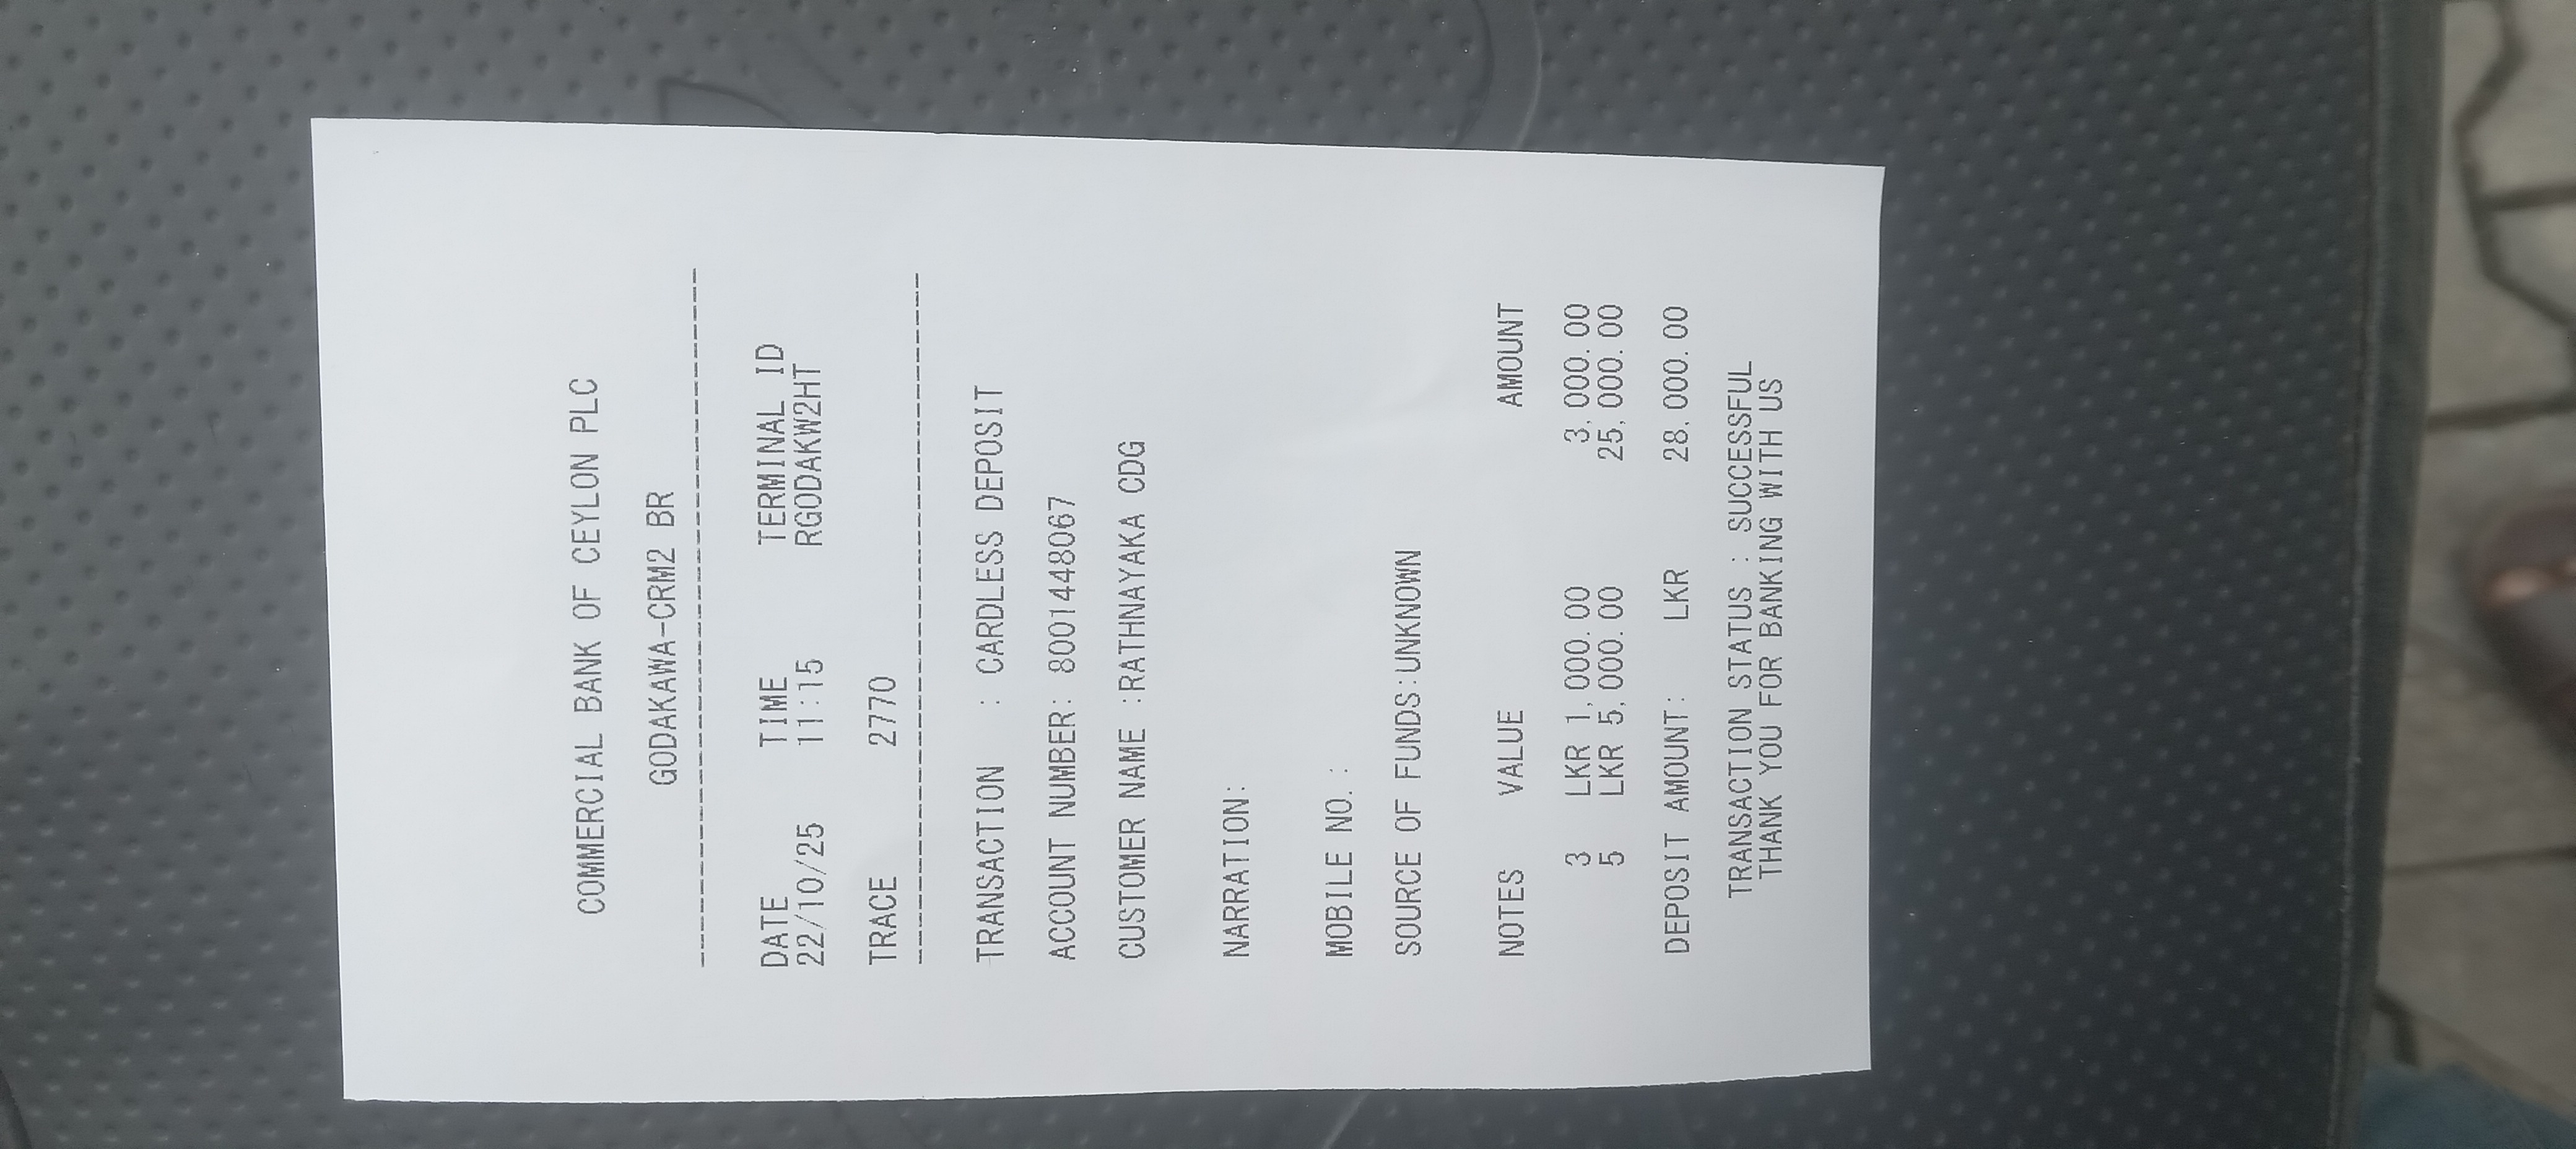 COMMERCIAL BANK OF CEYLON PLC
GODAKAWA-CRM2 BR
--------------------------------------------------
DATE TIME TERMINAL ID
22/10/25 11:15 RGODAKW2HT
TRACE 2770
--------------------------------------------------
TRANSACTION : CARDLESS DEPOSIT
ACCOUNT NUMBER: 8001448067
CUSTOMER NAME :RATHNAYAKA CDG
NARRATION:
MOBILE NO.:
SOURCE OF FUNDS:UNKNOWN
NOTES VALUE AMOUNT
3 LKR 1,000.00 3,000.00
5 LKR 5,000.00 25,000.00
DEPOSIT AMOUNT: LKR 28,000.00
TRANSACTION STATUS : SUCCESSFUL
THANK YOU FOR BANKING WITH US